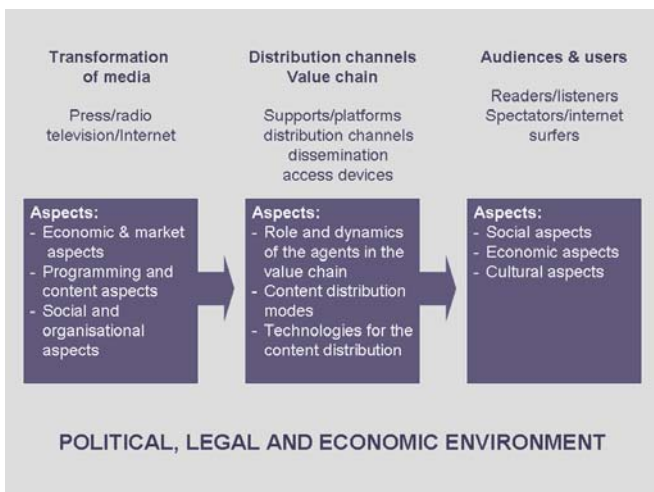 Transformation
of media
Press/radio
television/Internet
Aspects:
- Economic & market
aspects
- Programming and
content aspects
- Social and
organisational
aspects
Distribution channels
Value chain
Supports/platforms
distribution channels
dissemination
access devices
Aspects:
- Role and dynamics
of the agents in the
value chain
- Content distribution
modes
- Technologies for the
content distribution
Audiences & users
Readers/listeners
Spectators/internet
surfers
Aspects:
- Social aspects
- Economic aspects
- Cultural aspects
POLITICAL, LEGAL AND ECONOMIC ENVIRONMENT